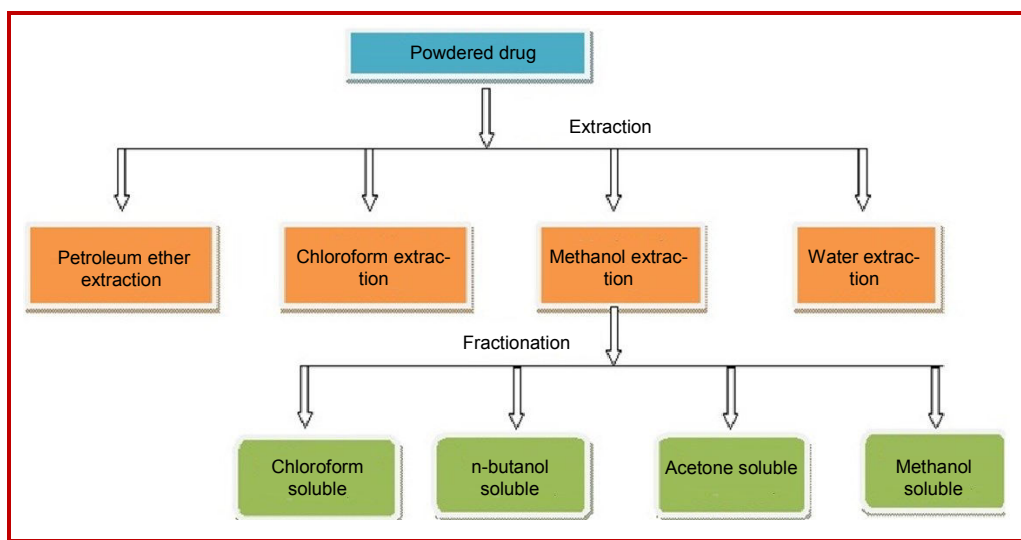 Powdered drug
Extraction
Petroleum ether
extraction
Chloroform extrac-
tion
Methanol extrac-
tion
Water extrac-
tion
Fractionation
Chloroform
soluble
n-butanol
soluble
Acetone soluble
Methanol
soluble